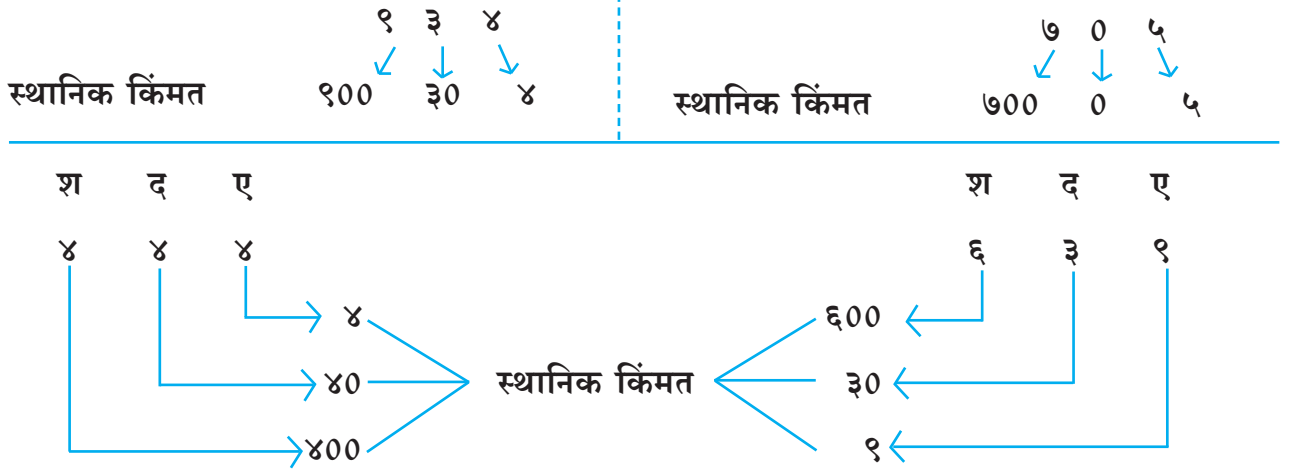 ९ ३ ४
स्थानिक किंमत ९०० ३० ४
७ ० ५
स्थानिक किंमत ७०० ० ५
श द ए
४ ४ ४
४
४०
४००
स्थानिक किंमत
श द ए
६ ३ ९
६००
३०
९